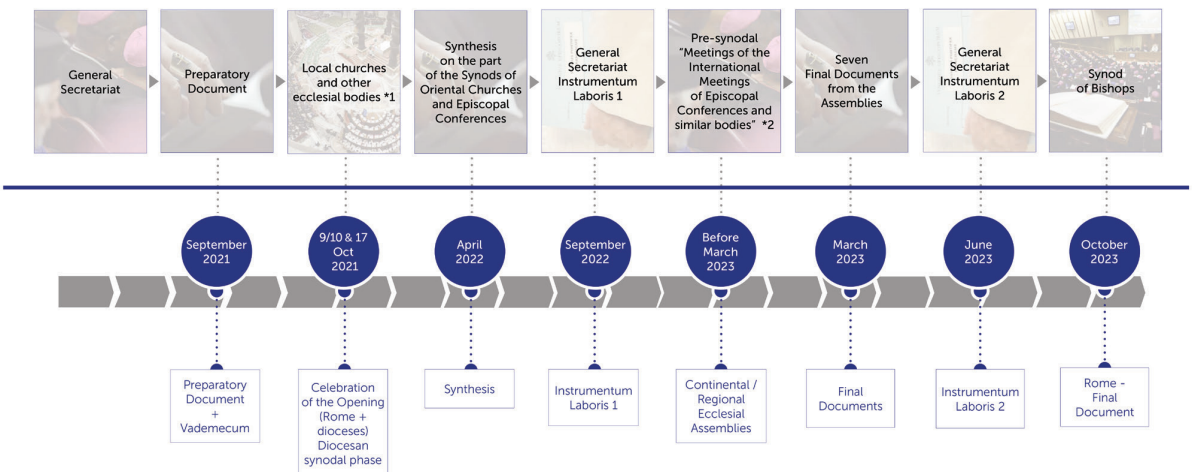 General
Secretariat
Preparatory
Document
Local churches
and other
ecclesial bodies *1
Synthesis
on the part
of the Synods of
Oriental Churches
and Episcopal
Conferences
General
Secretariat
Instrumentum
Laboris 1
Pre-synodal
“Meetings of the
International
Meetings
of Episcopal
Conferences and
similar bodies” *2
Seven
Final Documents
from the
Assemblies
General
Secretariat
Instrumentum
Laboris 2
Synod
of Bishops
September
2021
9/10 & 17
Oct
2021
April
2022
September
2022
Before
March
2023
March
2023
June
2023
October
2023
Preparatory
Document
+
Vademecum
Celebration
of the Opening
(Rome +
dioceses)
Diocesan
synodal phase
Synthesis
Instrumentum
Laboris 1
Continental /
Regional
Ecclesial
Assemblies
Final
Documents
Instrumentum
Laboris 2
Rome -
Final
Document